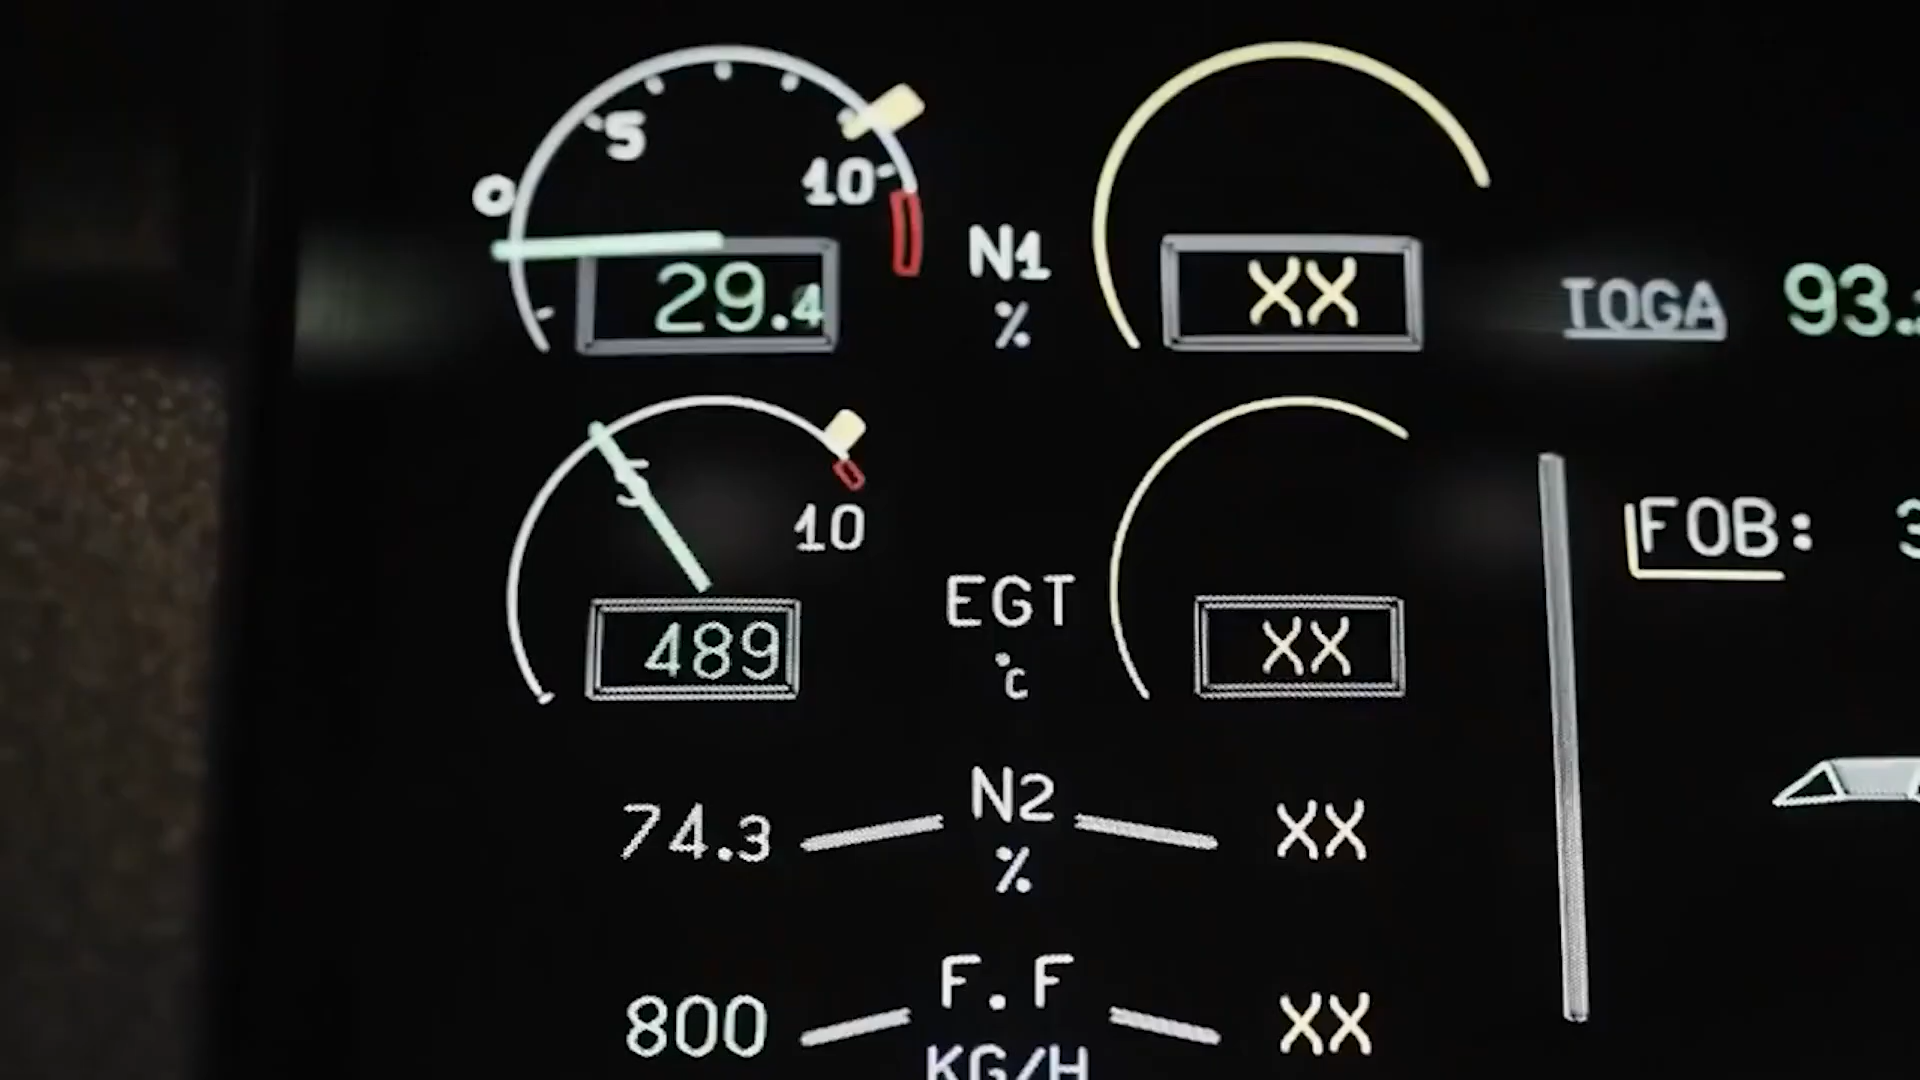 0 5 10
29.4 N1 % XX TOGA 93.
5 10
489 EGT °C XX FOB: 3
74.3 N2 % XX
800 F.F XX
KG/H